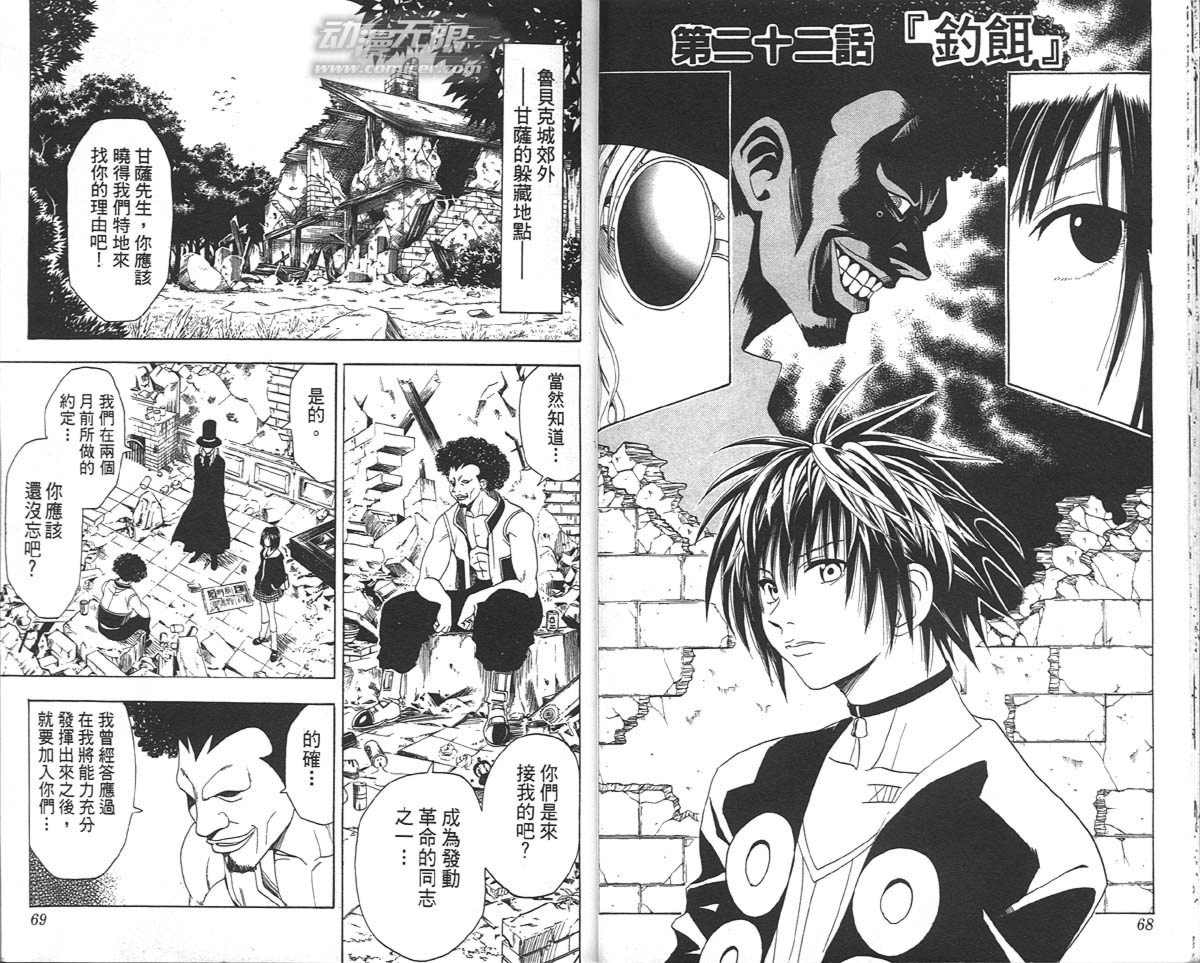 第二十二話 『釣餌』
XIII
68
动漫无限
www.comicer.com
魯貝克城郊外
——甘薩的躲藏地點——
甘薩先生，你應該
曉得我們特地來
找你的理由吧！
當然知道…
你們是來
接我的吧？
成為發動
革命的同志
之一…
是的。
我們在兩個
月前所做的
約定…
你應該
還沒忘吧？
的確…
我曾經答應過
在我將能力充分
發揮出來之後，
就要加入你們…
69